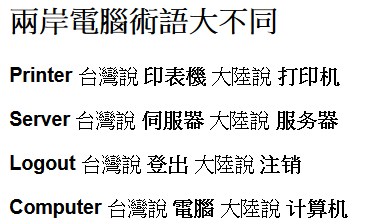 兩岸電腦術語大不同
Printer 台灣說 印表機 大陸說 打印机
Server 台灣說 伺服器 大陸說 服务器
Logout 台灣說 登出 大陸說 注销
Computer 台灣說 電腦 大陸說 计算机